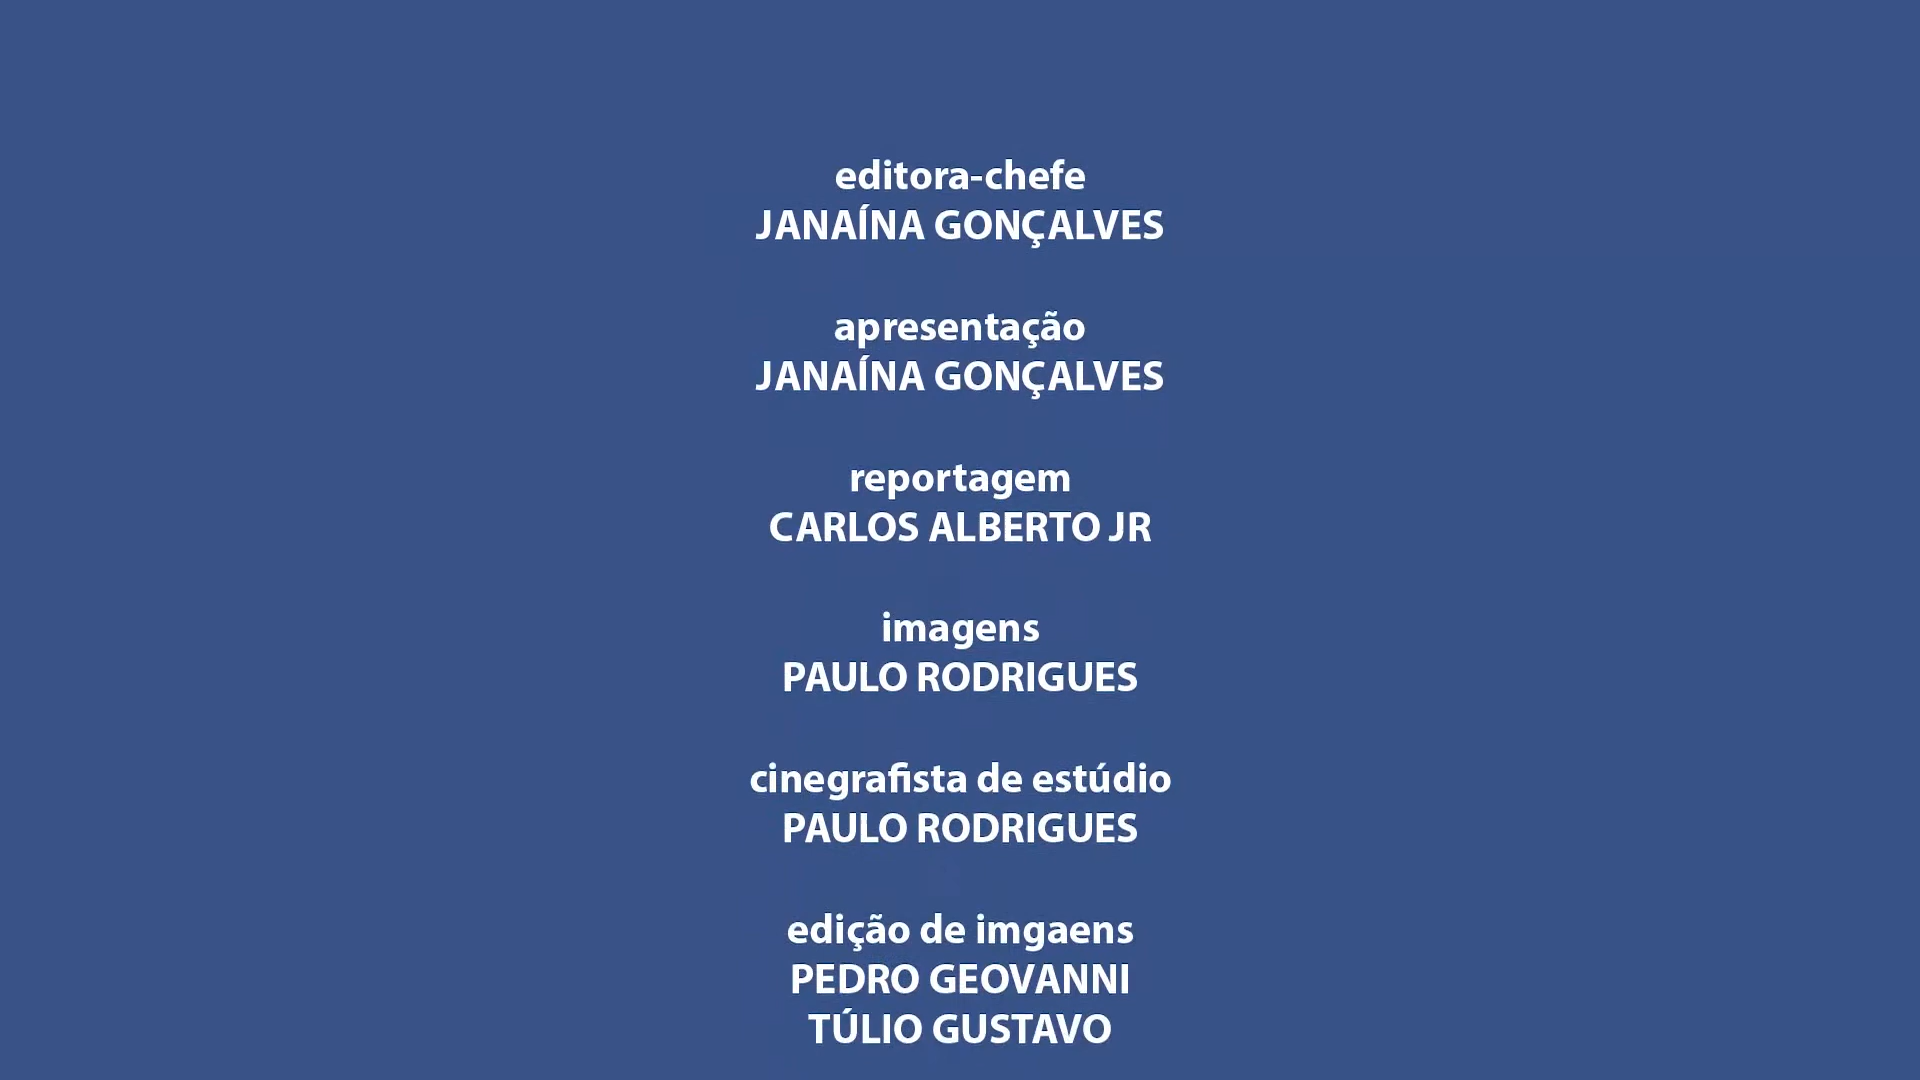 editora-chefe
JANAÍNA GONÇALVES
apresentação
JANAÍNA GONÇALVES
reportagem
CARLOS ALBERTO JR
imagens
PAULO RODRIGUES
cinegrafista de estúdio
PAULO RODRIGUES
edição de imgaens
PEDRO GEOVANNI
TÚLIO GUSTAVO